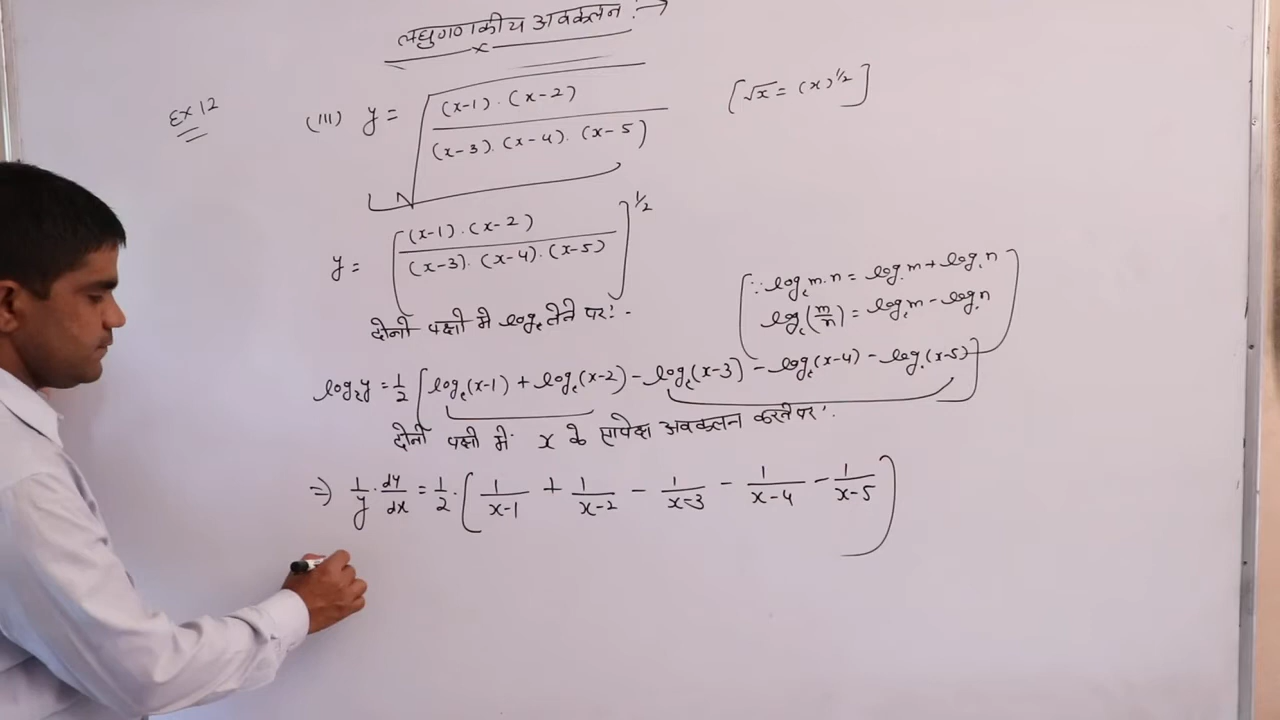 लघुगणकीय अवकलन :→
Ex 12
(III) y = √((x-1).(x-2) / (x-3).(x-4).(x-5)) [√x = (x)^1/2]
y = [(x-1).(x-2) / (x-3).(x-4).(x-5)]^1/2
[∵ logₑ m.n = logₑ m + logₑ n
logₑ(m/n) = logₑ m - logₑ n]
दोनो पक्षो मे logₑ लेने पर:-
logₑy = 1/2 [logₑ(x-1) + logₑ(x-2) - logₑ(x-3) - logₑ(x-4) - logₑ(x-5)]
दोनो पक्षो मे x के सापेक्ष अवकलन करने पर :
⇒ 1/y . dy/dx = 1/2 . [1/x-1 + 1/x-2 - 1/x-3 - 1/x-4 - 1/x-5]